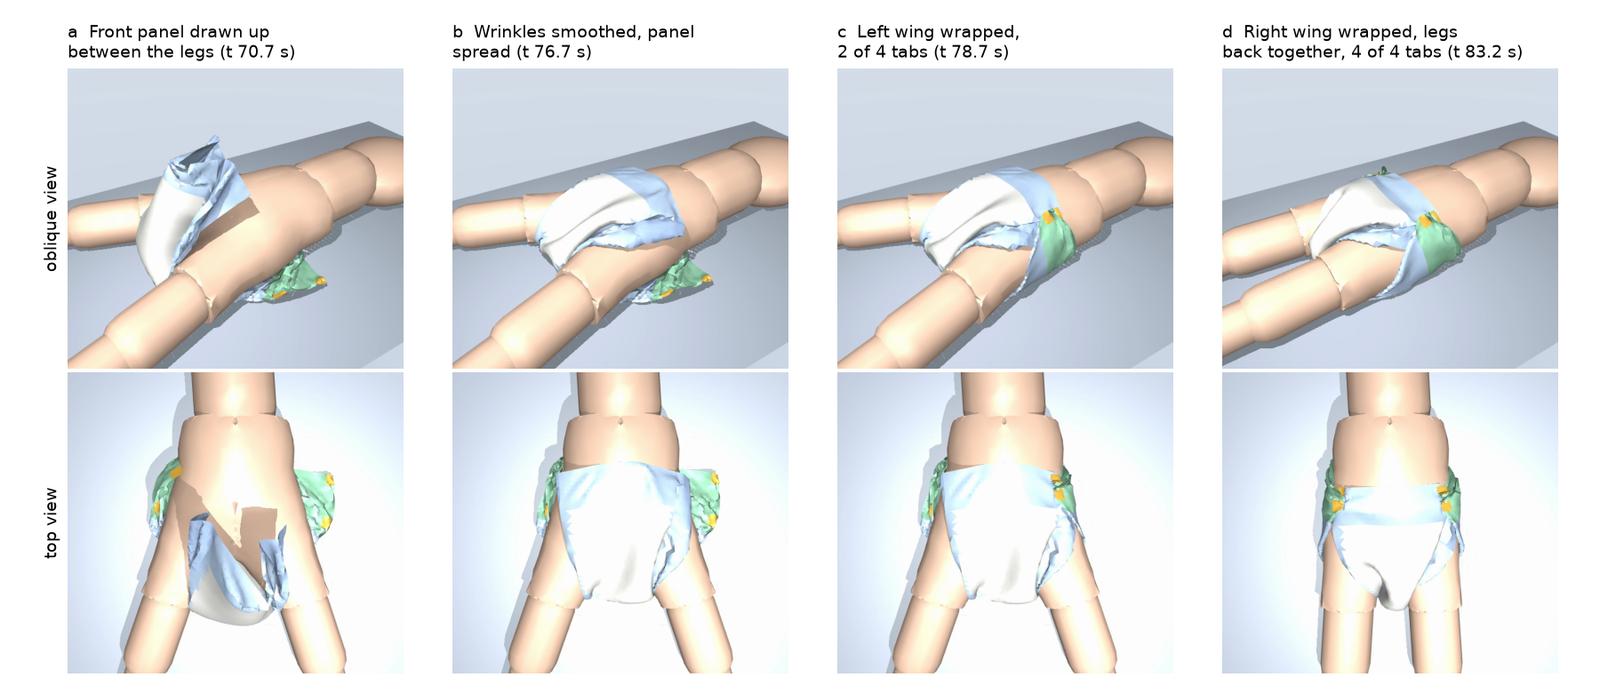 a  Front panel drawn up
between the legs (t 70.7 s)
b  Wrinkles smoothed, panel
spread (t 76.7 s)
c  Left wing wrapped,
2 of 4 tabs (t 78.7 s)
d  Right wing wrapped, legs
back together, 4 of 4 tabs (t 83.2 s)
oblique view
top view